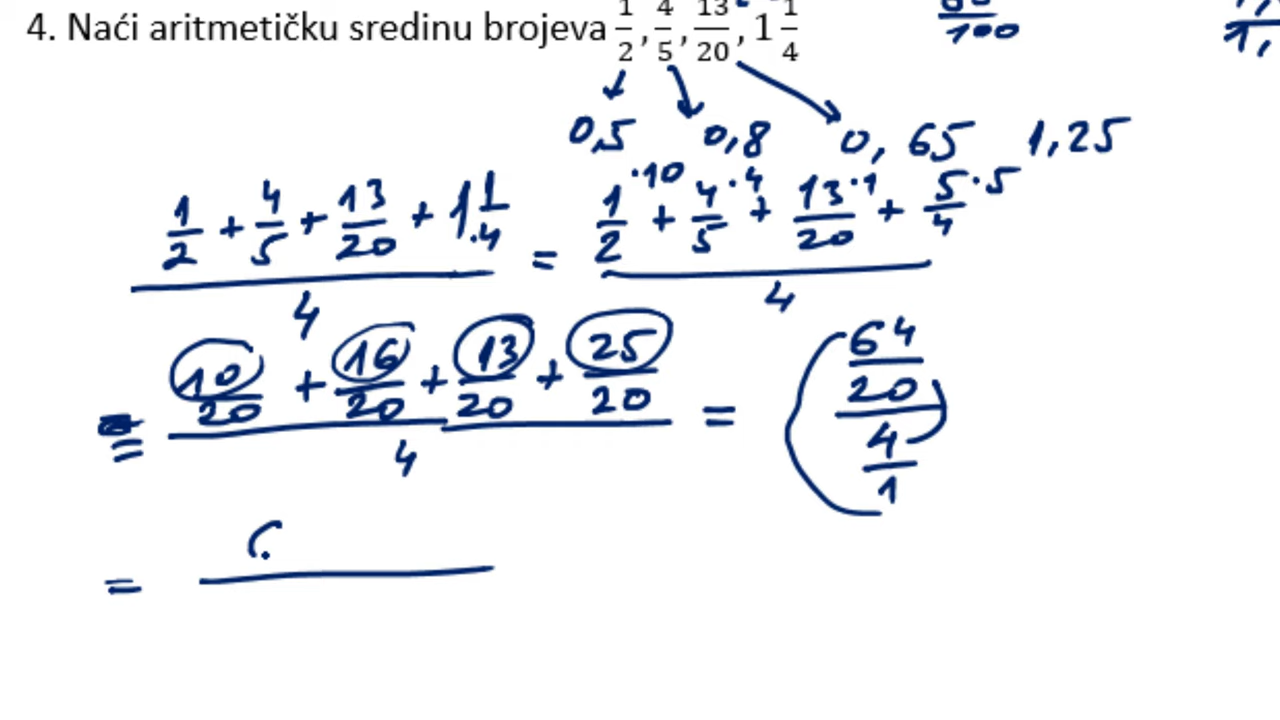 4. Naći aritmetičku sredinu brojeva 1/2, 4/5, 13/20, 1 1/4
100
1,
0,5 0,8 0,65 1,25
·10 ·4 ·1 ·5
(1/2 + 4/5 + 13/20 + 1 1/·4) / 4 = (1/2 + 4/5 + 13/20 + 5/4) / 4
= (10/20 + 16/20 + 13/20 + 25/20) / 4 = (64/20) / (4/1)
=